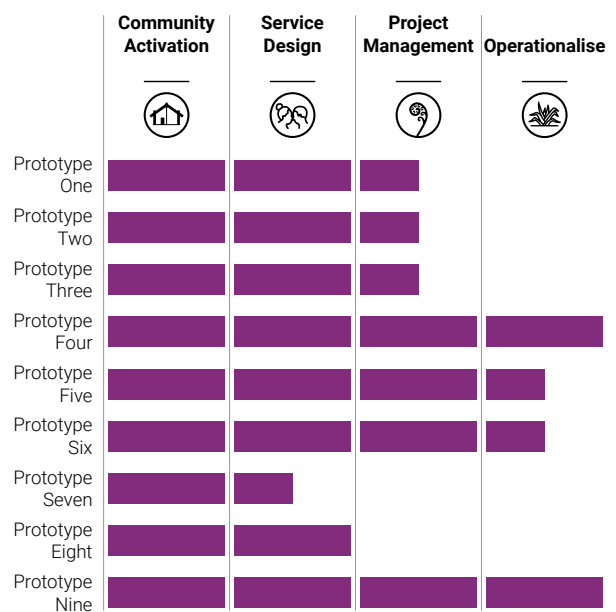 Community
Activation
Service
Design
Project
Management
Operationalise
Prototype
One
Prototype
Two
Prototype
Three
Prototype
Four
Prototype
Five
Prototype
Six
Prototype
Seven
Prototype
Eight
Prototype
Nine